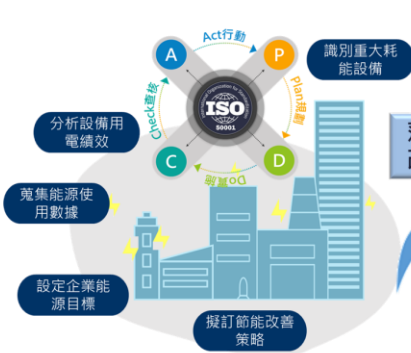 Act行動
A
P
Plan規劃
ISO
50001
Check查核
C
D
Do實施
識別重大耗
能設備
分析設備用
電績效
蒐集能源使
用數據
設定企業能
源目標
擬訂節能改善
策略